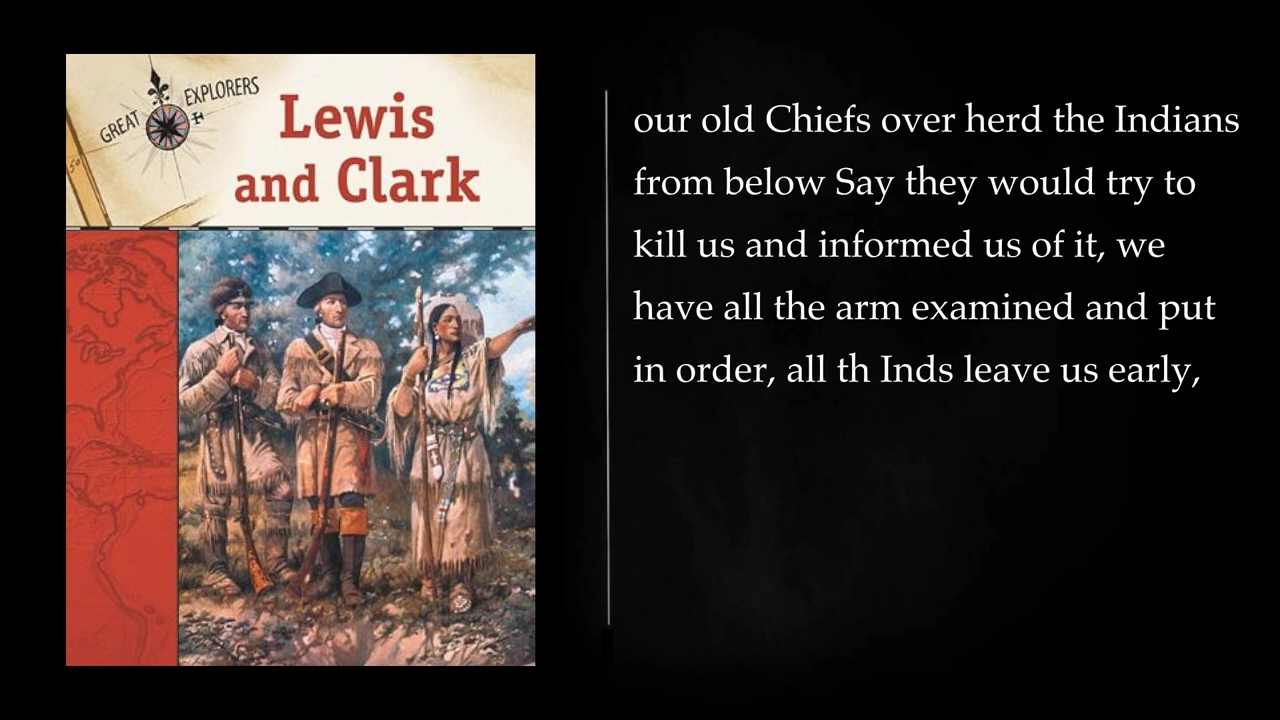 GREAT EXPLORERS
Lewis
and Clark
our old Chiefs over herd the Indians
from below Say they would try to
kill us and informed us of it, we
have all the arm examined and put
in order, all th Inds leave us early,